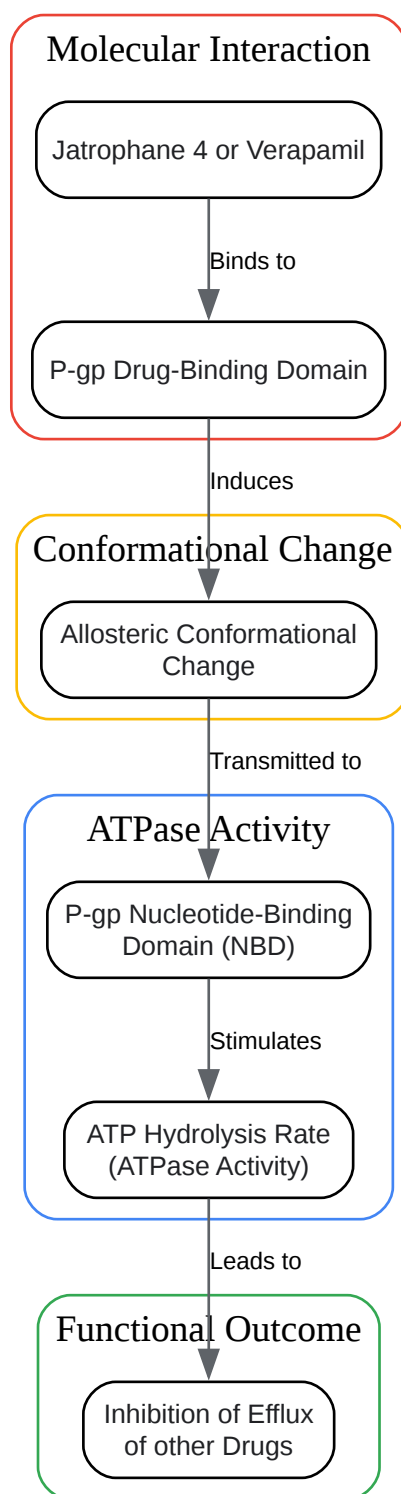 Molecular Interaction
Jatrophane 4 or Verapamil
Binds to
P-gp Drug-Binding Domain
Induces
Conformational Change
Allosteric Conformational
Change
Transmitted to
ATPase Activity
P-gp Nucleotide-Binding
Domain (NBD)
Stimulates
ATP Hydrolysis Rate
(ATPase Activity)
Leads to
Functional Outcome
Inhibition of Efflux
of other Drugs